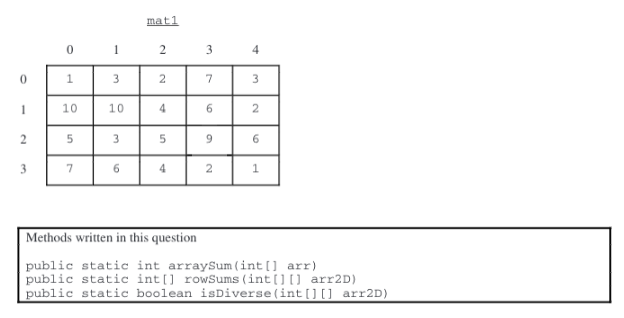 mat1
0 1 2 3 4
0 1 3 2 7 3
1 10 10 4 6 2
2 5 3 5 9 6
3 7 6 4 2 1
Methods written in this question
public static int arraySum(int[] arr)
public static int[] rowSums(int[][] arr2D)
public static boolean isDiverse(int[][] arr2D)